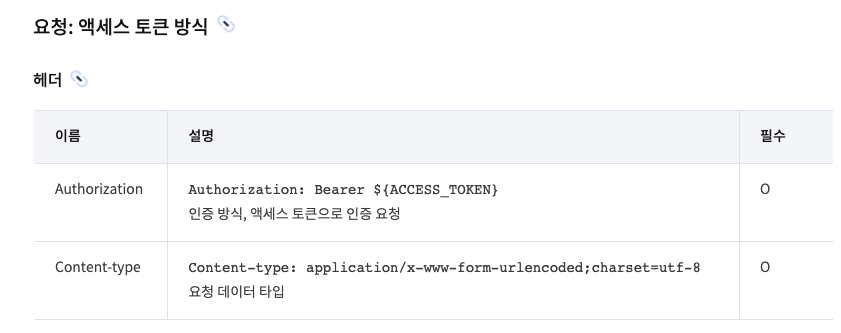 요청: 액세스 토큰 방식
헤더
이름 설명 필수
Authorization Authorization: Bearer ${ACCESS_TOKEN} O
인증 방식, 액세스 토큰으로 인증 요청
Content-type Content-type: application/x-www-form-urlencoded;charset=utf-8 O
요청 데이터 타입